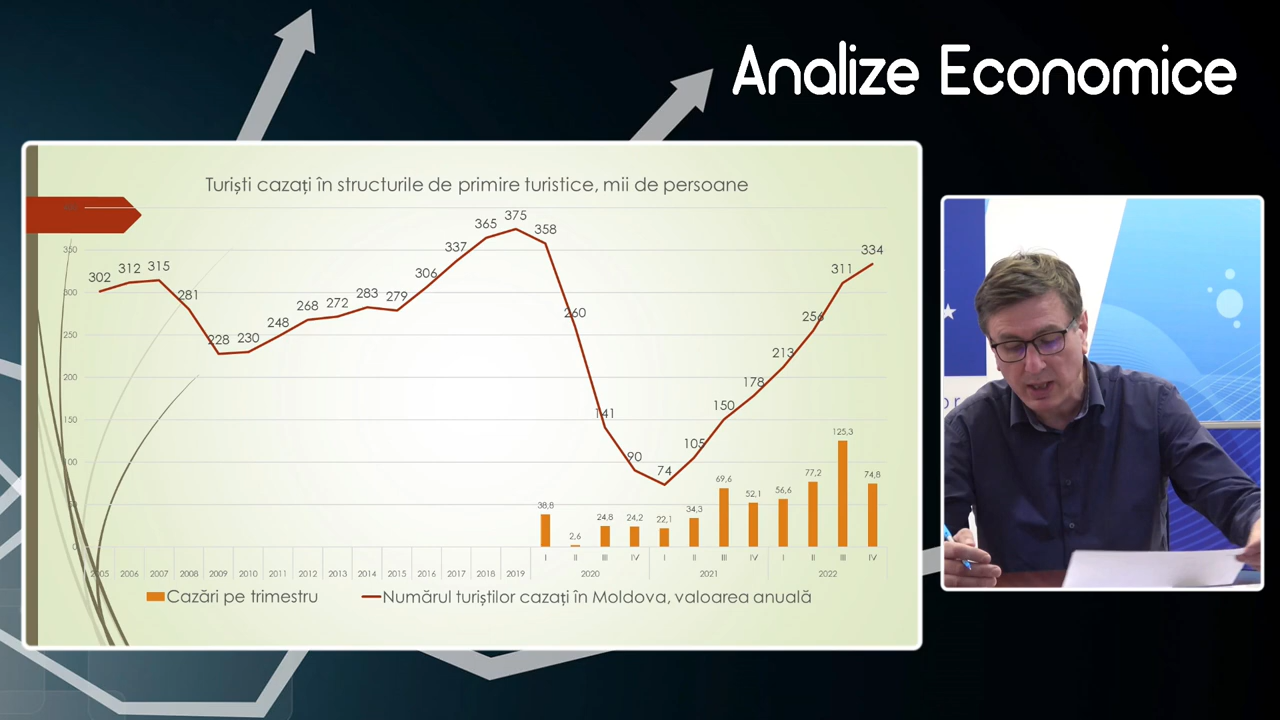 Analize Economice
Turiști cazați în structurile de primire turistice, mii de persoane
350
300
250
200
150
100
0
302 312 315 281 228 230 248 268 272 283 279 306 337 365 375 358 260 141 90 74 105 150 178 213 256 311 334
38,8 2,6 24,8 24,2 22,1 34,3 69,6 52,1 56,6 77,2 125,3 74,8
I II III IV I II III IV I II III IV
2005 2006 2007 2008 2009 2010 2011 2012 2013 2014 2015 2016 2017 2018 2019 2020 2021 2022
Cazări pe trimestru
Numărul turiștilor cazați în Moldova, valoarea anuală